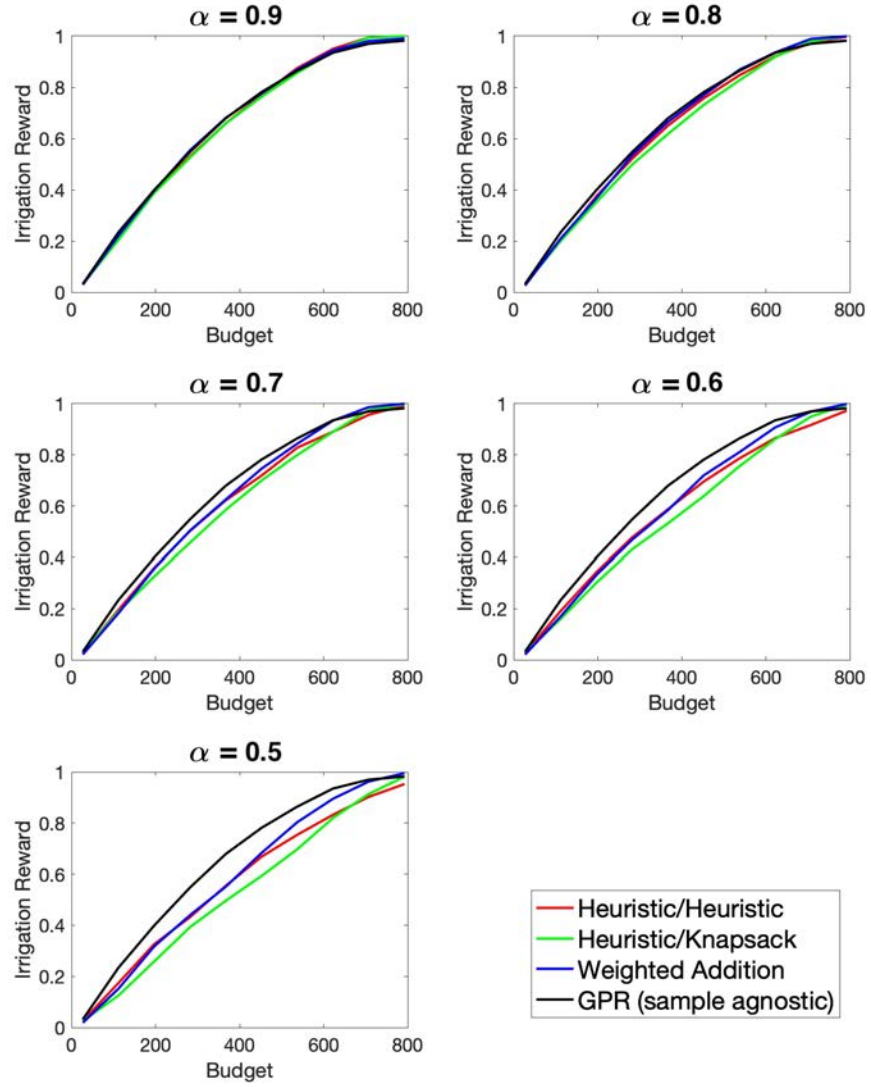 α = 0.9
1
0.8
0.6
0.4
0.2
0
Irrigation Reward
0 200 400 600 800
Budget
α = 0.8
1
0.8
0.6
0.4
0.2
0
Irrigation Reward
0 200 400 600 800
Budget
α = 0.7
1
0.8
0.6
0.4
0.2
0
Irrigation Reward
0 200 400 600 800
Budget
α = 0.6
1
0.8
0.6
0.4
0.2
0
Irrigation Reward
0 200 400 600 800
Budget
α = 0.5
1
0.8
0.6
0.4
0.2
0
Irrigation Reward
0 200 400 600 800
Budget
Heuristic/Heuristic
Heuristic/Knapsack
Weighted Addition
GPR (sample agnostic)